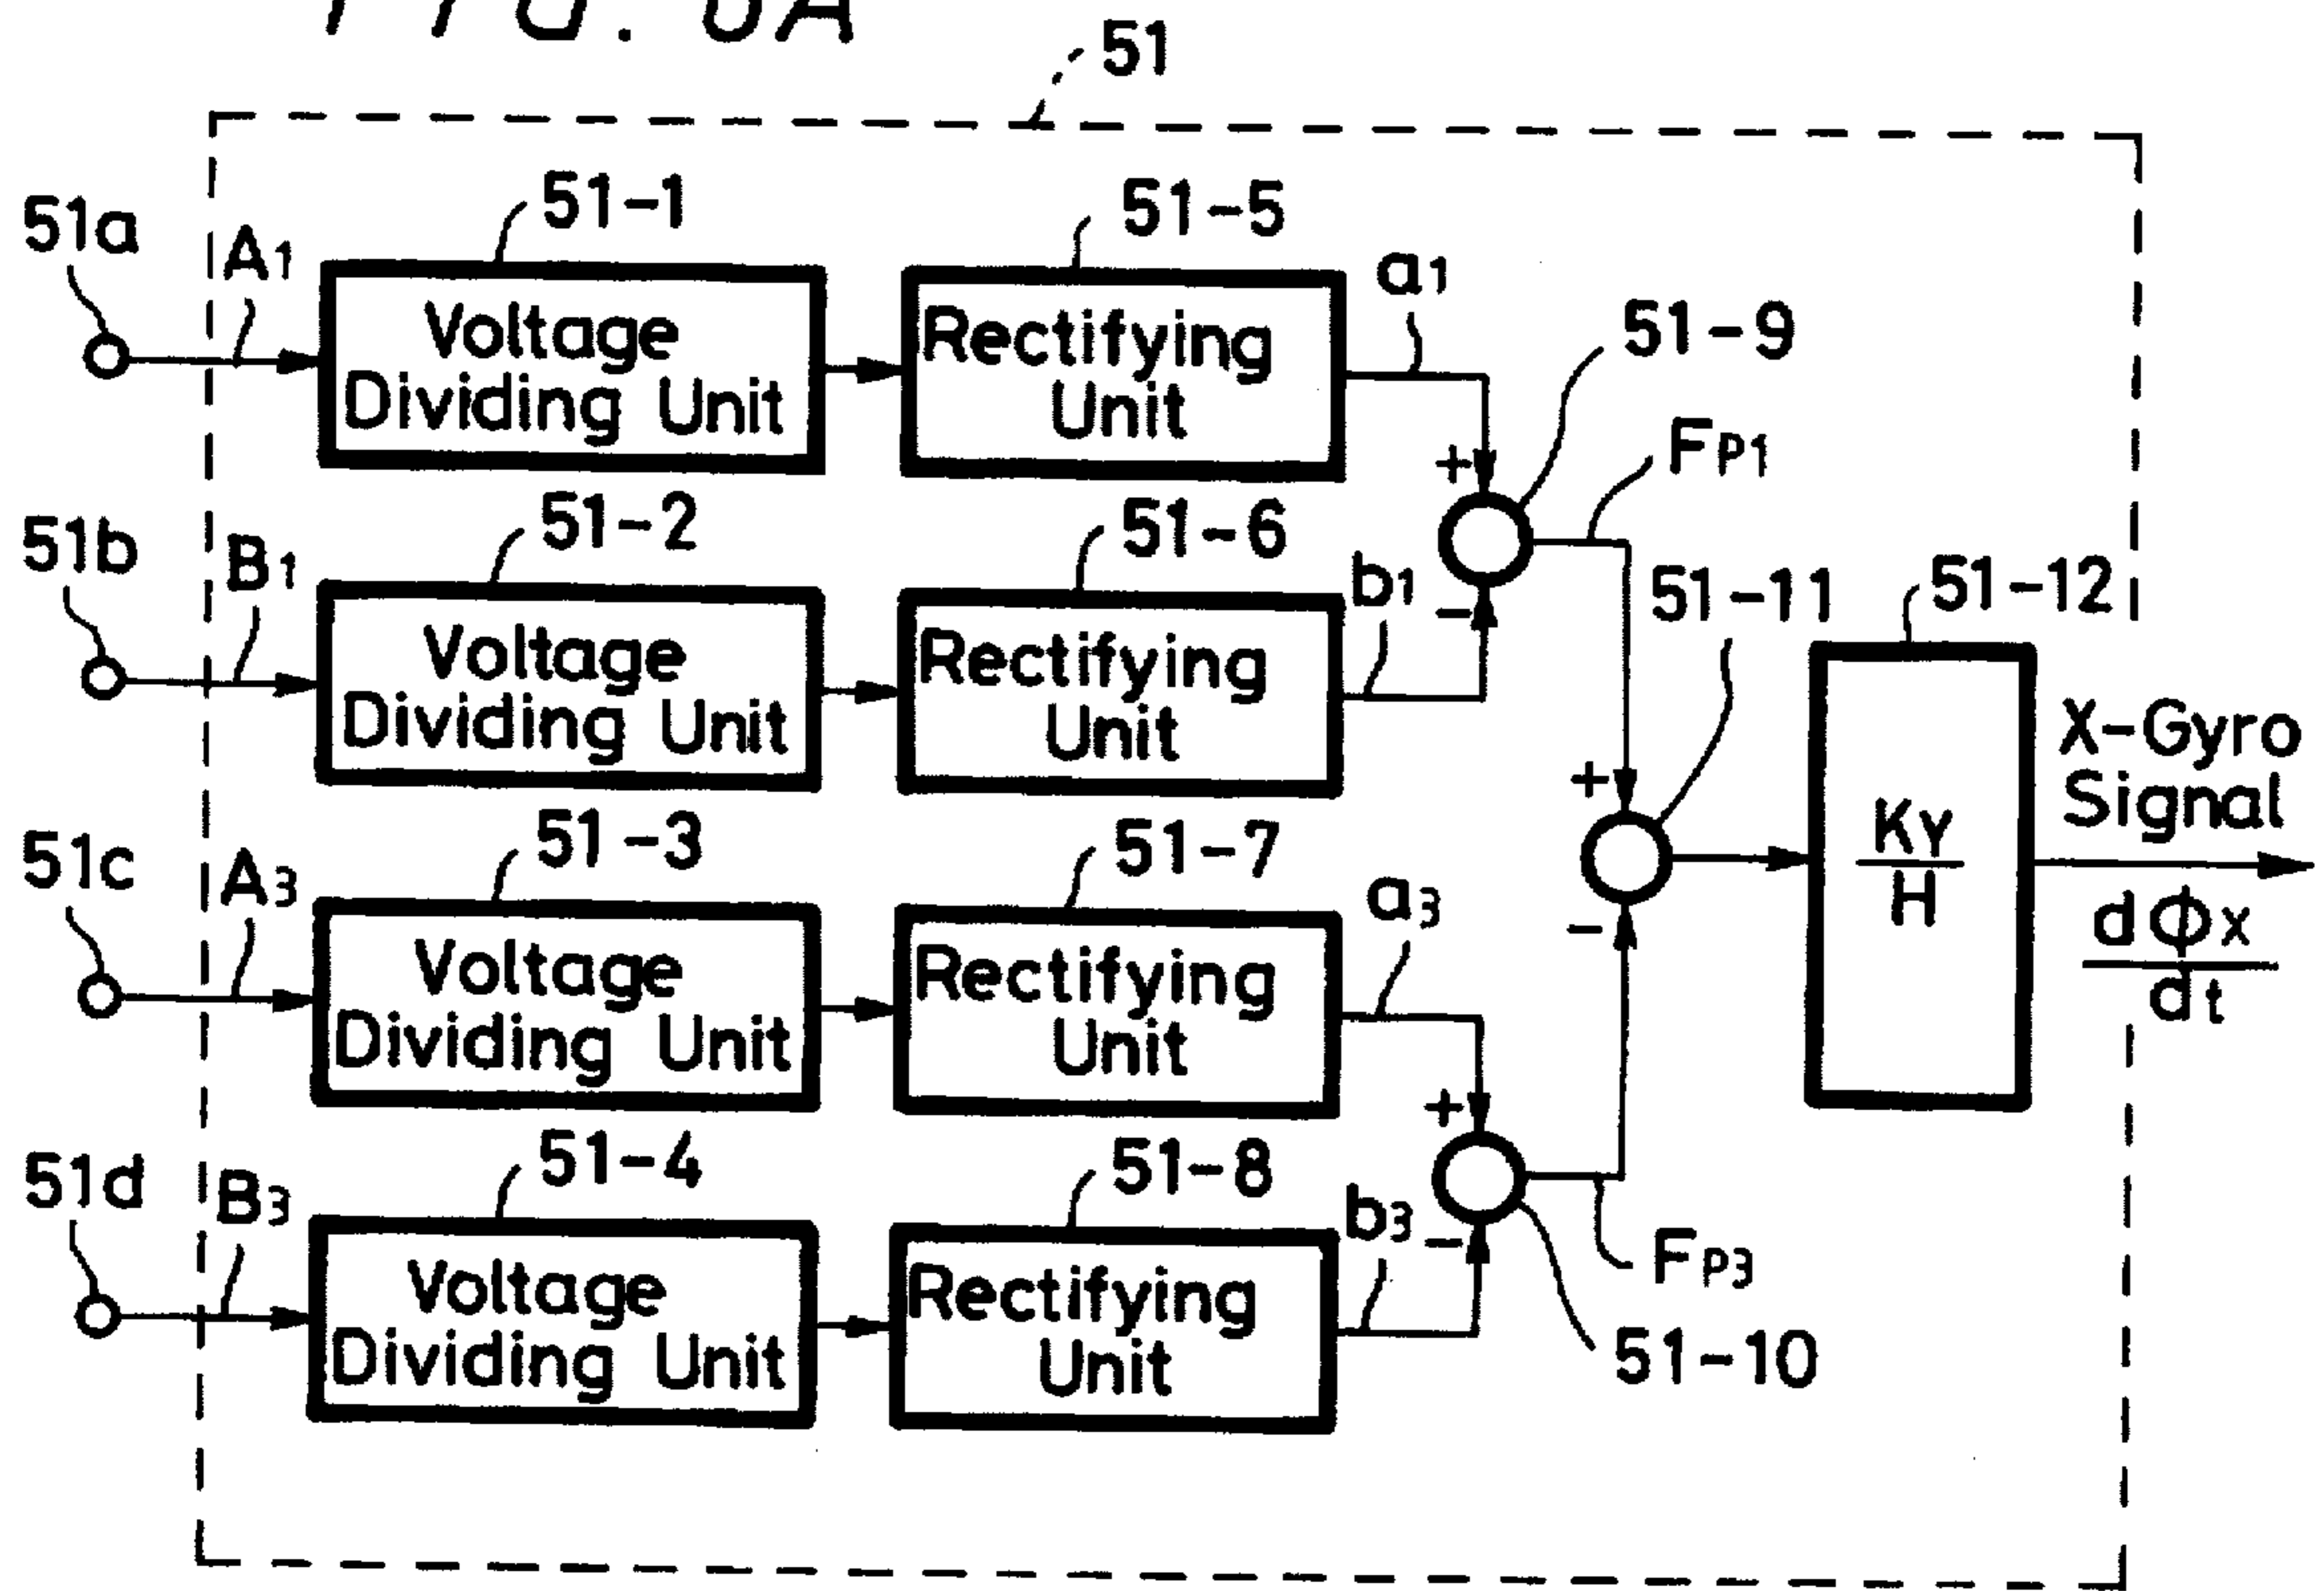 51
51a
A1
51-1
51-5
Voltage
Dividing Unit
Rectifying
Unit
a1
51-9
+
FP1
51b
B1
51-2
51-6
Voltage
Dividing Unit
Rectifying
Unit
b1
-
51-11
51-12
51c
A3
51-3
51-7
Voltage
Dividing Unit
Rectifying
Unit
a3
+
-
KY
H
X-Gyro
Signal
dΦx
dt
51d
B3
51-4
51-8
Voltage
Dividing Unit
Rectifying
Unit
b3
+
-
FP3
51-10